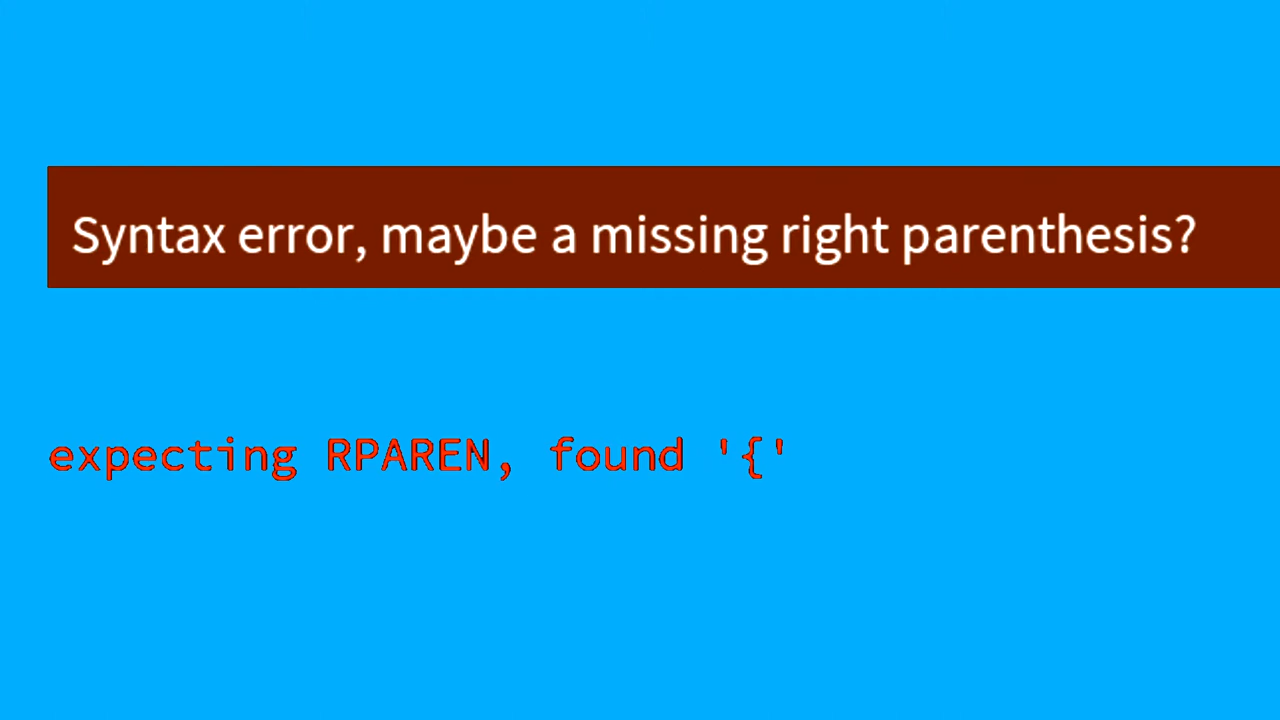 Syntax error, maybe a missing right parenthesis?
expecting RPAREN, found '{'